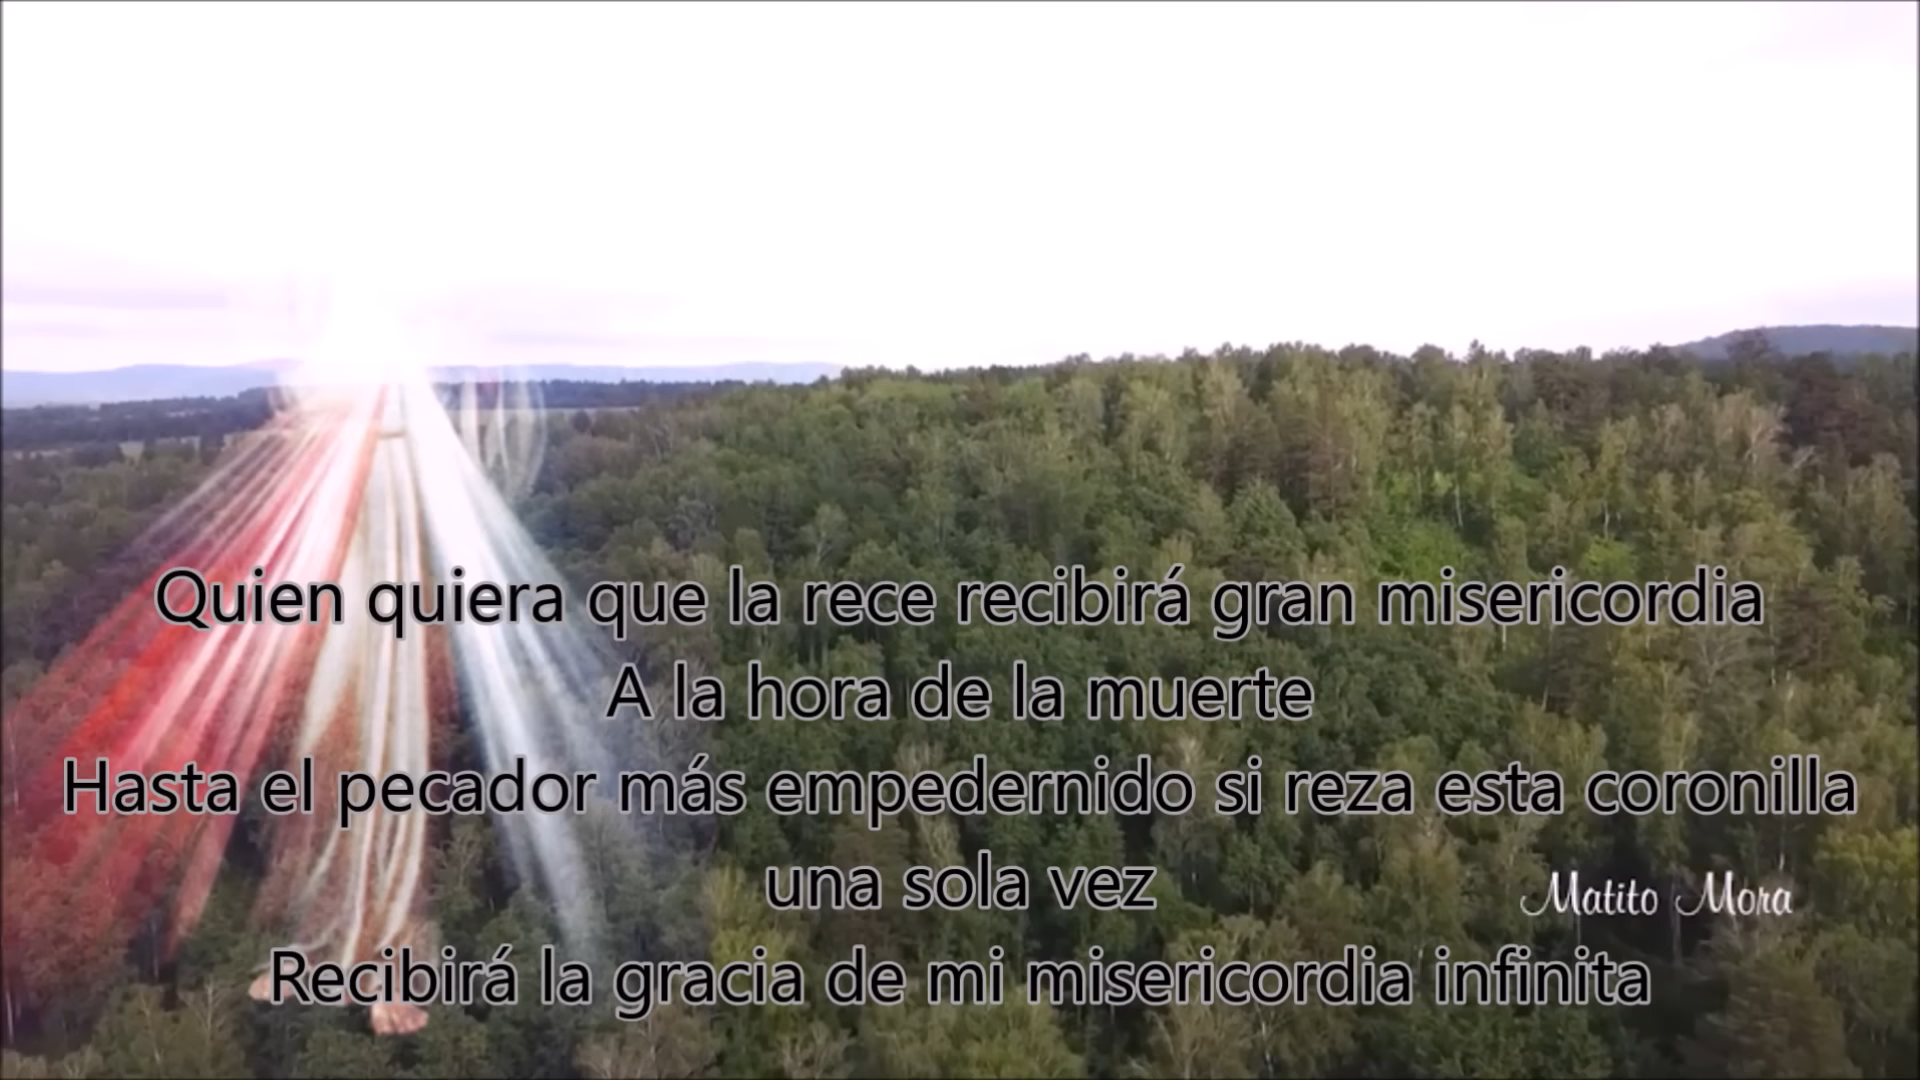 Quien quiera que la rece recibirá gran misericordia
A la hora de la muerte
Hasta el pecador más empedernido si reza esta coronilla
una sola vez
Matito Mora
Recibirá la gracia de mi misericordia infinita